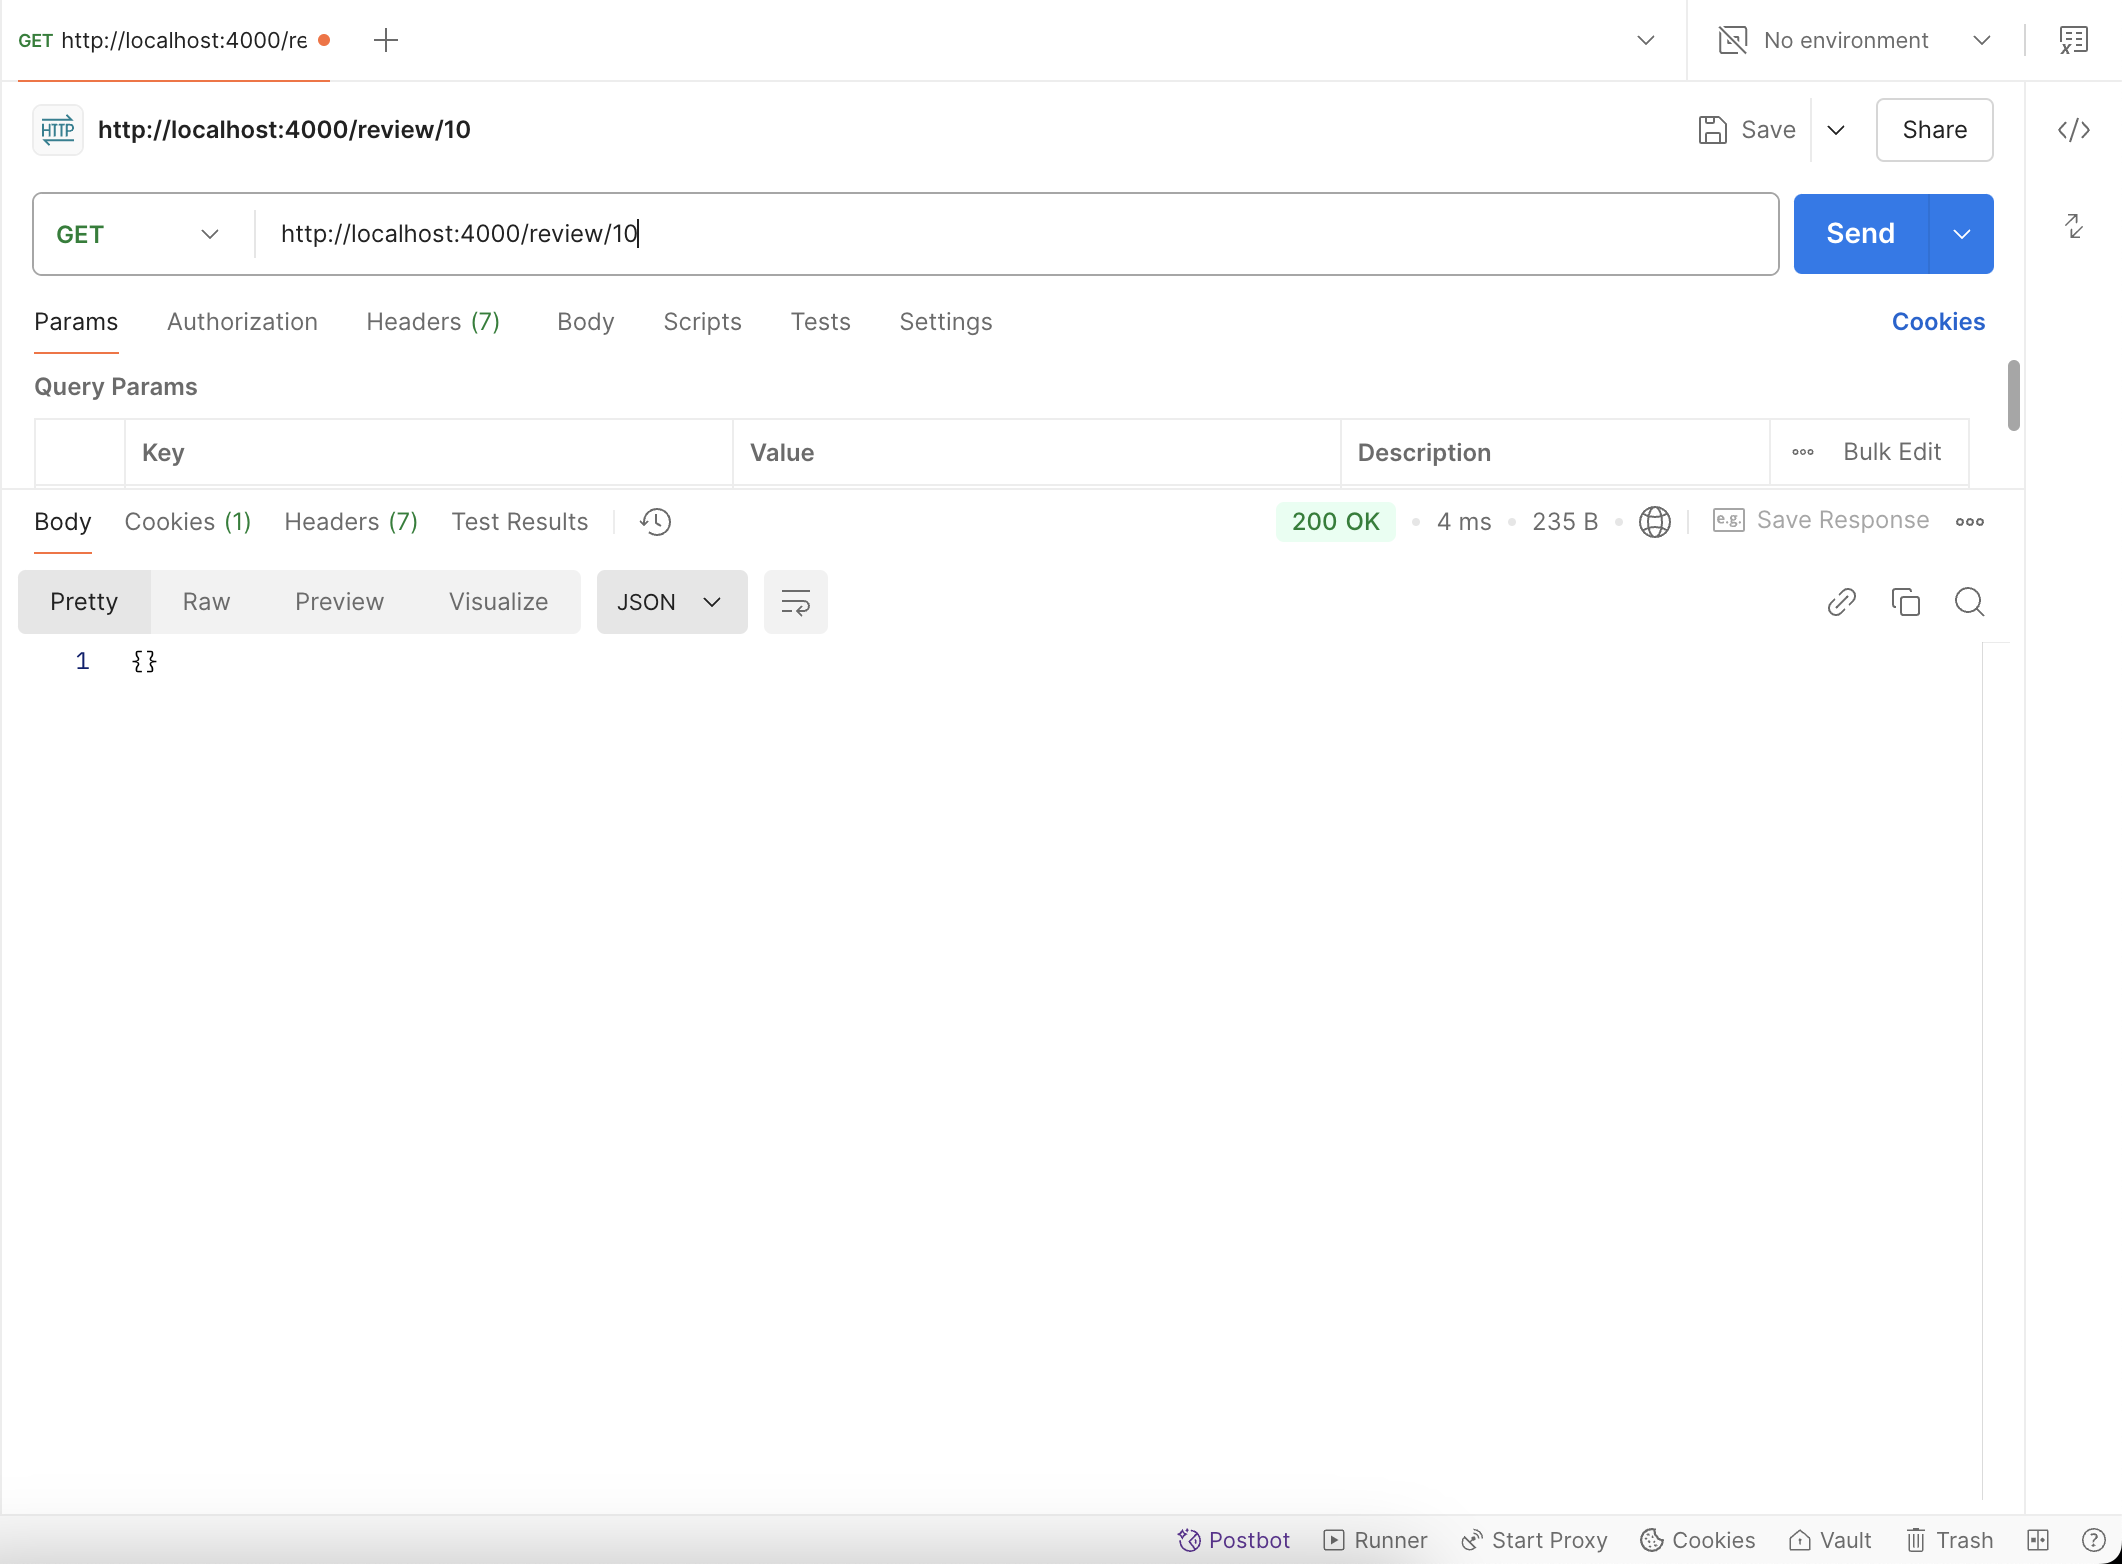 GET http://localhost:4000/re
No environment
HTTP http://localhost:4000/review/10
Save
Share
GET http://localhost:4000/review/10
Send
Params Authorization Headers (7) Body Scripts Tests Settings Cookies
Query Params
Key Value Description Bulk Edit
Body Cookies (1) Headers (7) Test Results 200 OK 4 ms 235 B e.g. Save Response
Pretty Raw Preview Visualize JSON
1 {}
Postbot Runner Start Proxy Cookies Vault Trash